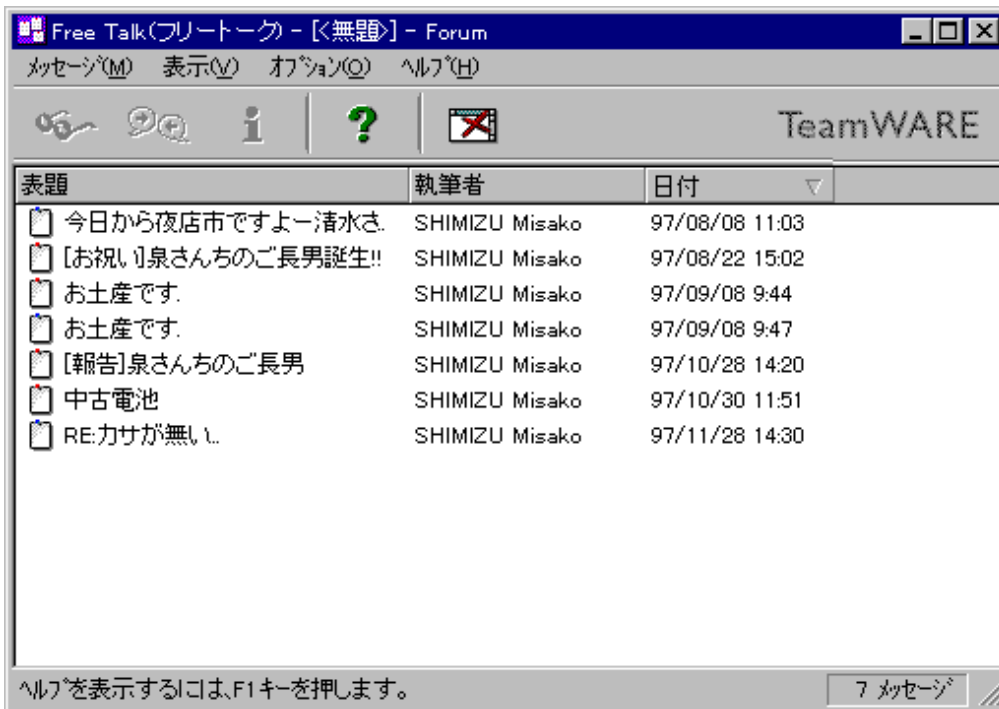 Free Talk(フリートーク) - [<無題>] - Forum
ﾒｯｾｰｼﾞ(M) 表示(V) ｵﾌﾟｼｮﾝ(O) ﾍﾙﾌﾟ(H)
TeamWARE
表題 執筆者 日付
今日から夜店市ですよー清水さ. SHIMIZU Misako 97/08/08 11:03
[お祝い]泉さんちのご長男誕生!! SHIMIZU Misako 97/08/22 15:02
お土産です. SHIMIZU Misako 97/09/08 9:44
お土産です. SHIMIZU Misako 97/09/08 9:47
[報告]泉さんちのご長男 SHIMIZU Misako 97/10/28 14:20
中古電池 SHIMIZU Misako 97/10/30 11:51
RE:カサが無い.. SHIMIZU Misako 97/11/28 14:30
ﾍﾙﾌﾟを表示するには､F1キーを押します。 7 ﾒｯｾｰｼﾞ